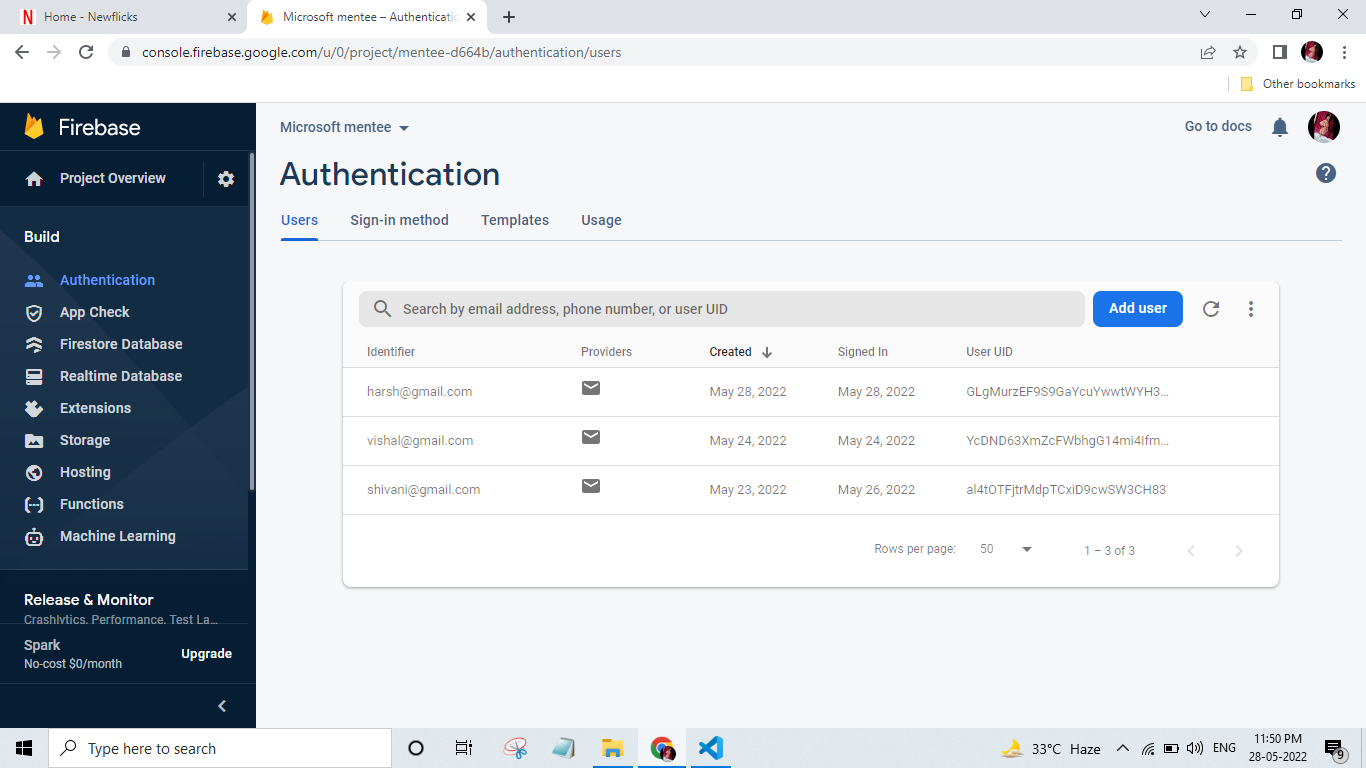 Home - Newflicks
Microsoft mentee – Authenticatic
console.firebase.google.com/u/0/project/mentee-d664b/authentication/users
Other bookmarks
Firebase
Project Overview
Build
Authentication
App Check
Firestore Database
Realtime Database
Extensions
Storage
Hosting
Functions
Machine Learning
Release & Monitor
Crashlytics, Performance, Test La...
Spark
No-cost $0/month
Upgrade
Microsoft mentee
Go to docs
Authentication
Users Sign-in method Templates Usage
Search by email address, phone number, or user UID
Add user
Identifier Providers Created Signed In User UID
harsh@gmail.com May 28, 2022 May 28, 2022 GLgMurzEF9S9GaYcuYwwtWYH3...
vishal@gmail.com May 24, 2022 May 24, 2022 YcDND63XmZcFWbhgG14mi4Ifm...
shivani@gmail.com May 23, 2022 May 26, 2022 al4tOTFjtrMdpTCxiD9cwSW3CH83
Rows per page: 50 1 – 3 of 3
Type here to search
33°C Haze
ENG
11:50 PM
28-05-2022
9